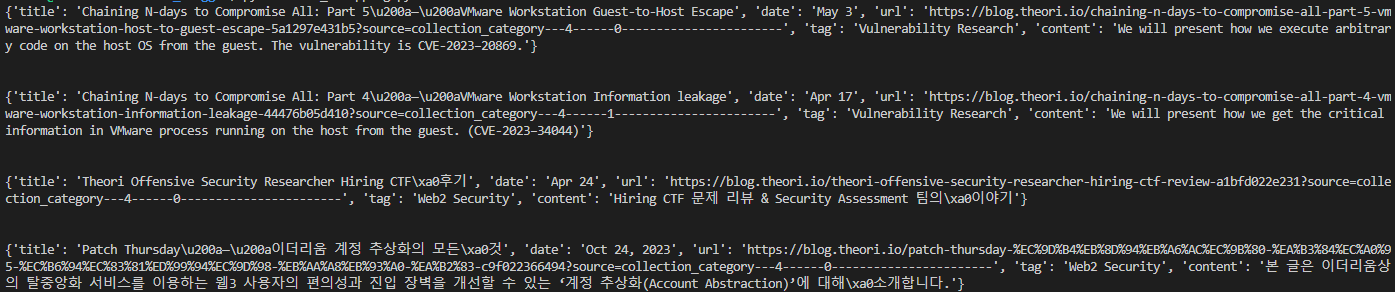 {'title': 'Chaining N-days to Compromise All: Part 5\u200a—\u200aVMware Workstation Guest-to-Host Escape', 'date': 'May 3', 'url': 'https://blog.theori.io/chaining-n-days-to-compromise-all-part-5-vm
ware-workstation-host-to-guest-escape-5a1297e431b5?source=collection_category---4------0-----------------------', 'tag': 'Vulnerability Research', 'content': 'We will present how we execute arbitrar
y code on the host OS from the guest. The vulnerability is CVE-2023–20869.'}
{'title': 'Chaining N-days to Compromise All: Part 4\u200a—\u200aVMware Workstation Information leakage', 'date': 'Apr 17', 'url': 'https://blog.theori.io/chaining-n-days-to-compromise-all-part-4-vm
ware-workstation-information-leakage-44476b05d410?source=collection_category---4------1-----------------------', 'tag': 'Vulnerability Research', 'content': 'We will present how we get the critical
information in VMware process running on the host from the guest. (CVE-2023–34044)'}
{'title': 'Theori Offensive Security Researcher Hiring CTF\xa0후기', 'date': 'Apr 24', 'url': 'https://blog.theori.io/theori-offensive-security-researcher-hiring-ctf-review-a1bfd022e231?source=colle
ction_category---4------0-----------------------', 'tag': 'Web2 Security', 'content': 'Hiring CTF 문제 리뷰 & Security Assessment 팀의\xa0이야기'}
{'title': 'Patch Thursday\u200a—\u200a이더리움 계정 추상화의 모든\xa0것', 'date': 'Oct 24, 2023', 'url': 'https://blog.theori.io/patch-thursday-%EC%9D%B4%EB%8D%94%EB%A6%AC%EC%9B%80-%EA%B3%84%EC%A0%9
5-%EC%B6%94%EC%83%81%ED%99%94%EC%9D%98-%EB%AA%A8%EB%93%A0-%EA%B2%83-c9f022366494?source=collection_category---4------0-----------------------', 'tag': 'Web2 Security', 'content': '본 글은 이더리움상
의 탈중앙화 서비스를 이용하는 웹3 사용자의 편의성과 진입 장벽을 개선할 수 있는 ‘계정 추상화(Account Abstraction)’에 대해\xa0소개합니다.'}